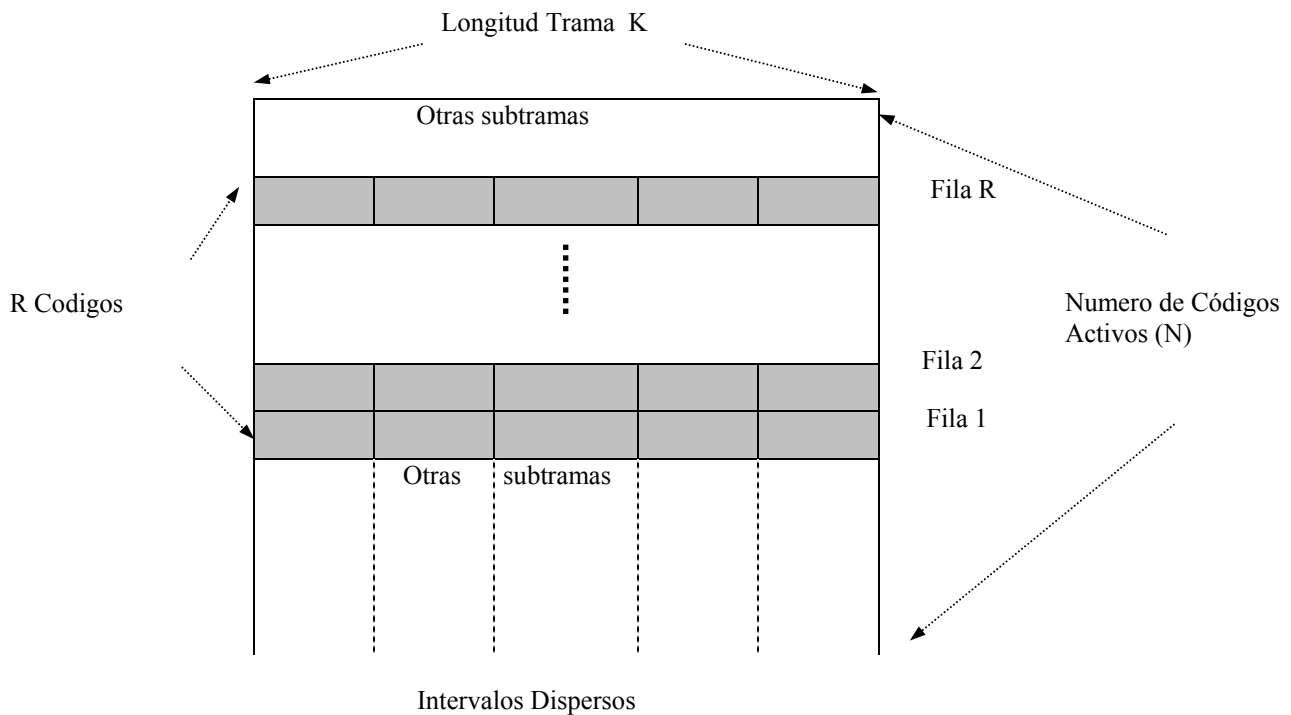 Longitud Trama K
Otras subtramas
Fila R
R Codigos
Numero de Códigos
Activos (N)
Fila 2
Fila 1
Otras subtramas
Intervalos Dispersos